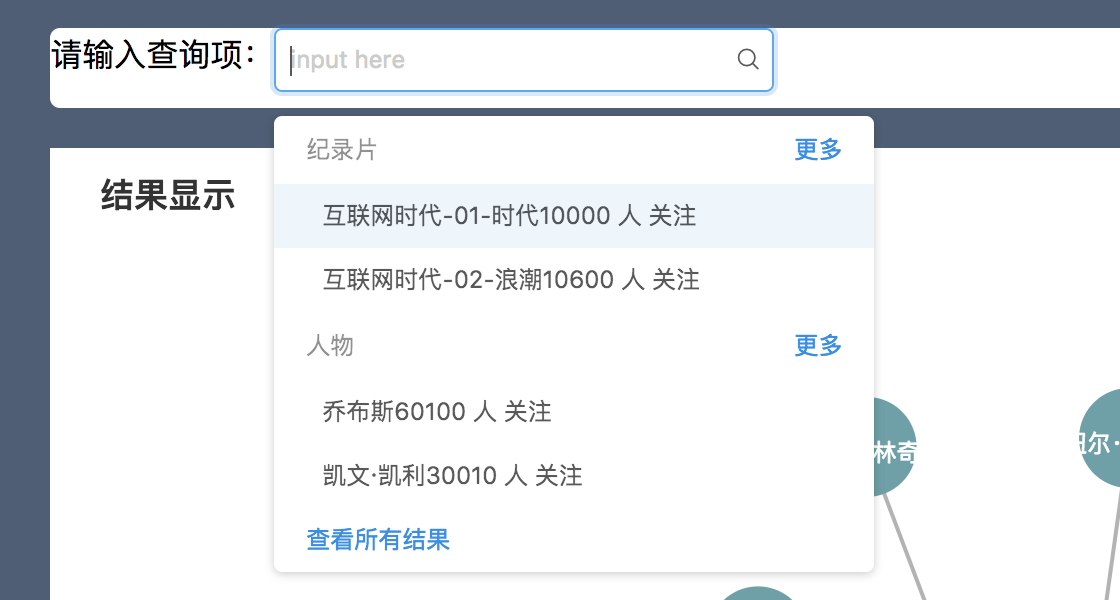 请输入查询项：
input here
纪录片
更多
结果显示
互联网时代-01-时代10000 人 关注
互联网时代-02-浪潮10600 人 关注
人物
更多
乔布斯60100 人 关注
林奇
尔·
凯文·凯利30010 人 关注
查看所有结果